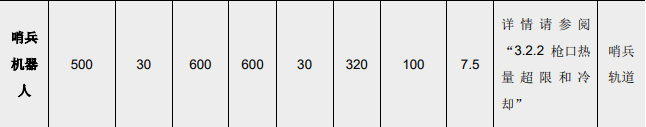 哨兵
机器
人
500
30
600
600
30
320
100
7.5
详情请参阅
“3.2.2 枪口热
量超限和冷
却”
哨兵
轨道